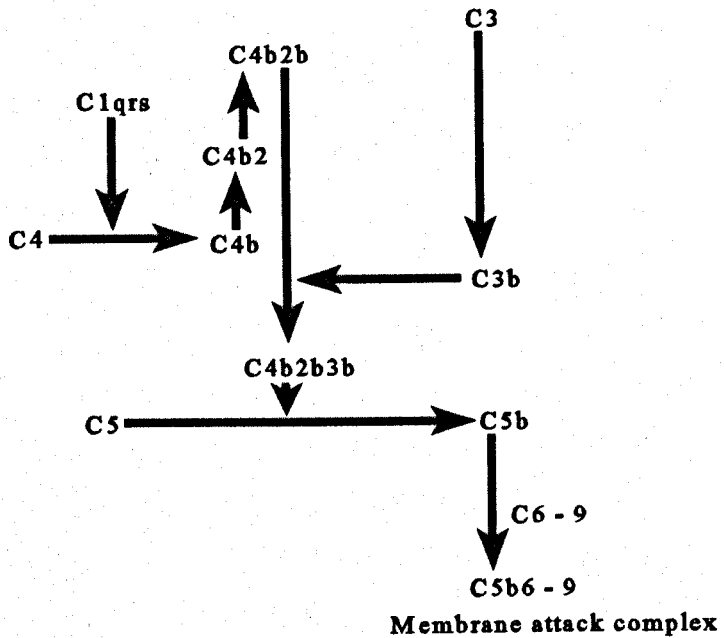 C3
C4b2b
C1qrs
C4b2
C4
C4b
C3b
C4b2b3b
C5
C5b
C6 - 9
C5b6 - 9
Membrane attack complex